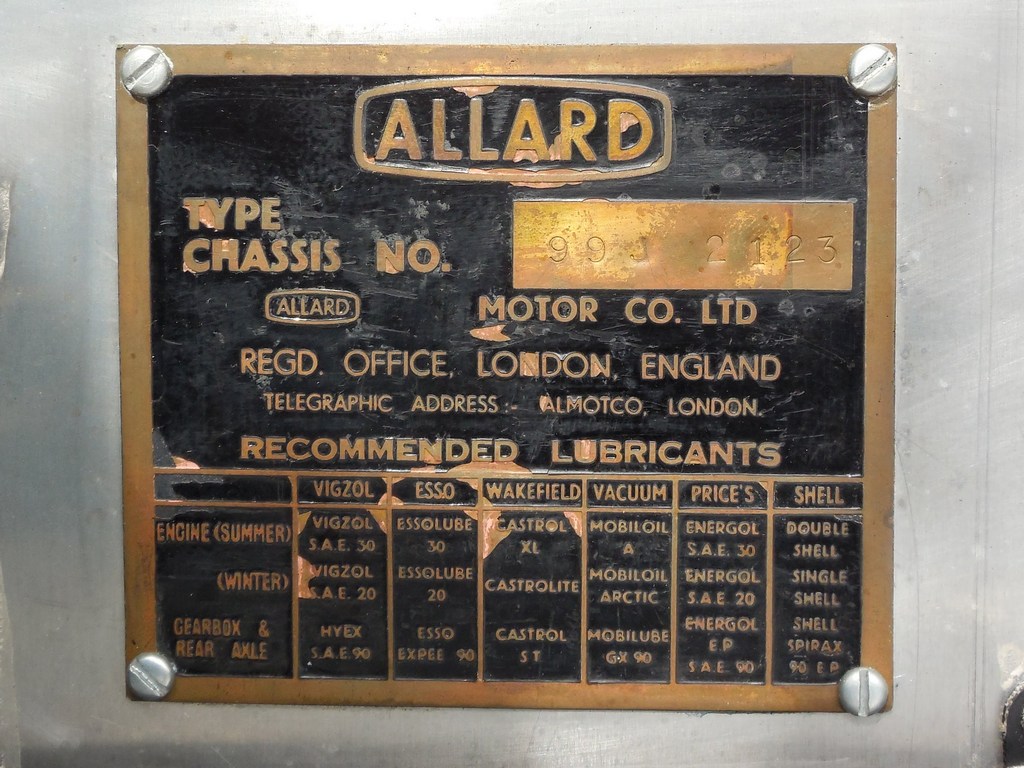 ALLARD
TYPE
CHASSIS NO.
99J 2123
ALLARD MOTOR CO. LTD
REGD. OFFICE, LONDON, ENGLAND
TELEGRAPHIC ADDRESS:- ALMOTCO, LONDON.
RECOMMENDED LUBRICANTS
VIGZOL ESSO WAKEFIELD VACUUM PRICE'S SHELL
ENGINE (SUMMER) VIGZOL S.A.E. 30 ESSOLUBE 30 CASTROL XL MOBILOIL A ENERGOL S.A.E. 30 DOUBLE SHELL
(WINTER) VIGZOL S.A.E. 20 ESSOLUBE 20 CASTROLITE MOBILOIL ARCTIC ENERGOL S.A.E. 20 SINGLE SHELL
GEARBOX & REAR AXLE HYEX S.A.E. 90 ESSO EXPEE 90 CASTROL ST MOBILUBE GX 90 ENERGOL E.P S.A.E. 90 SHELL SPIRAX 90 E.P